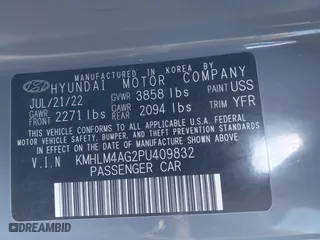 MANUFACTURED IN KOREA BY
HYUNDAI MOTOR COMPANY
JUL/21/22 GVWR 3858 lbs PAINT USS
GAWR FRONT 2271 lbs GAWR REAR 2094 lbs TRIM YFR
THIS VEHICLE CONFORMS TO ALL APPLICABLE U.S. FEDERAL
MOTOR VEHICLE SAFETY, BUMPER, AND THEFT PREVENTION
STANDARDS IN EFFECT ON THE DATE OF MANUFACTURE SHOWN ABOVE.
V.I.N KMHLM4AG2PU409832
PASSENGER CAR
DREAMBID